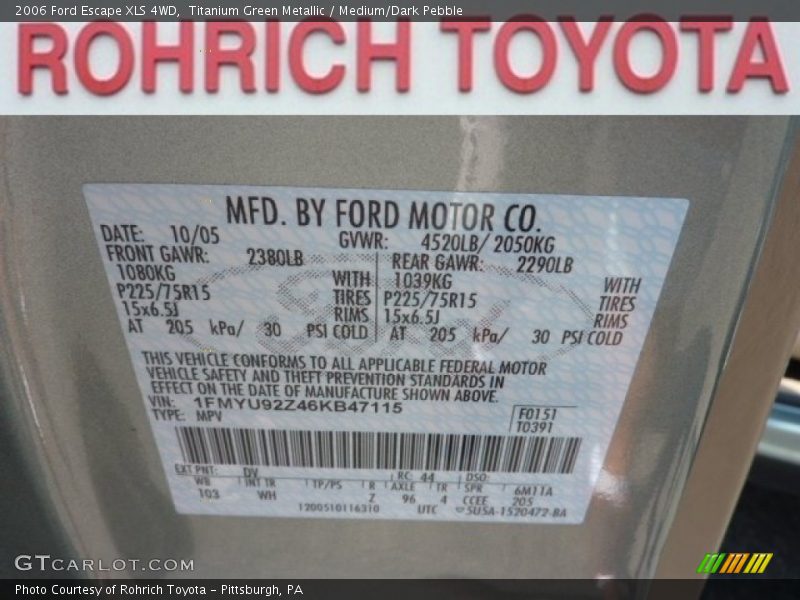 2006 Ford Escape XLS 4WD, Titanium Green Metallic / Medium/Dark Pebble
ROHRICH TOYOTA
MFD. BY FORD MOTOR CO.
DATE: 10/05 GVWR: 4520LB/ 2050KG
FRONT GAWR: 2380LB REAR GAWR: 2290LB
1080KG WITH 1039KG WITH
P225/75R15 TIRES P225/75R15 TIRES
15x6.5J RIMS 15x6.5J RIMS
AT 205 kPa/ 30 PSI COLD AT 205 kPa/ 30 PSI COLD
THIS VEHICLE CONFORMS TO ALL APPLICABLE FEDERAL MOTOR
VEHICLE SAFETY AND THEFT PREVENTION STANDARDS IN
EFFECT ON THE DATE OF MANUFACTURE SHOWN ABOVE.
VIN: 1FMYU92Z46KB47115 F0151
TYPE: MPV T0391
EXT PNT: DV RC 44 DSO:
WB INT TR TP/PS R AXLE TR SPR 6M11A
103 WH Z 96 4 CCEE 205
1200510116310 UTC 5U5A-1520472-BA
GTCARLOT.COM
Photo Courtesy of Rohrich Toyota - Pittsburgh, PA